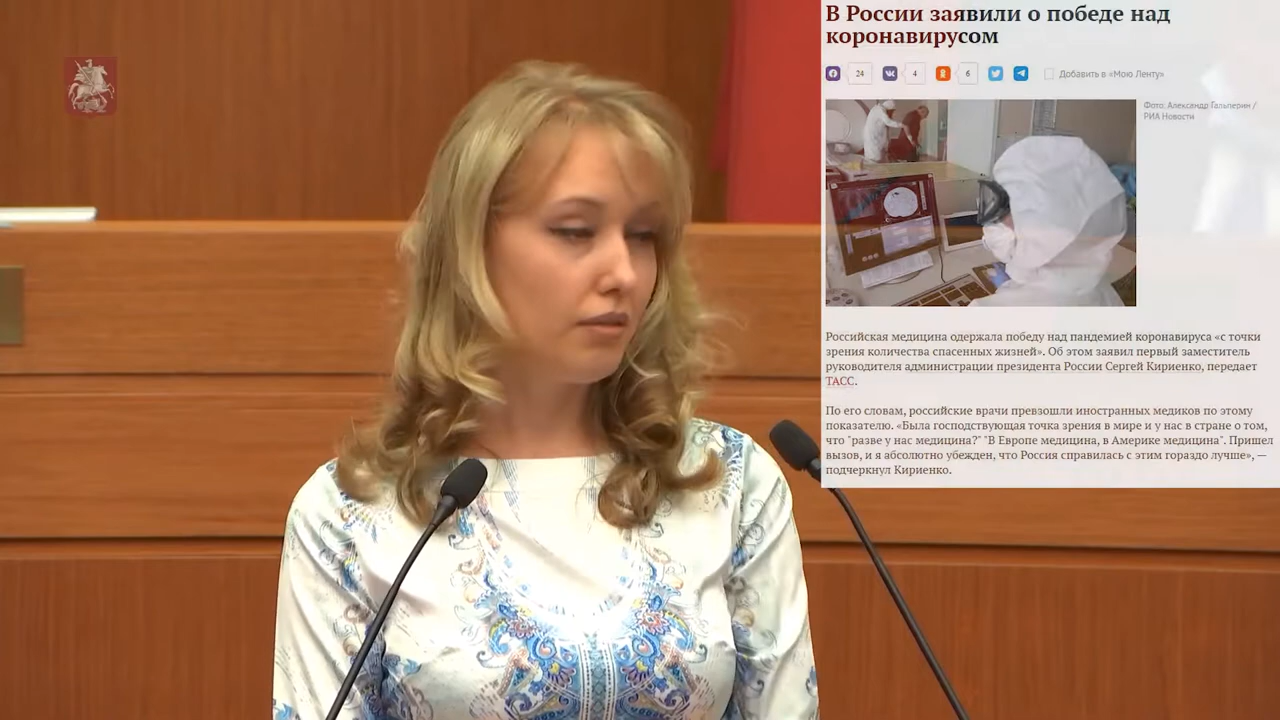 В России заявили о победе над
коронавирусом
24
4
6
Добавить в «Мою Ленту»
Фото: Александр Гальперин /
РИА Новости
Российская медицина одержала победу над пандемией коронавируса «с точки
зрения количества спасенных жизней». Об этом заявил первый заместитель
руководителя администрации президента России Сергей Кириенко, передает
ТАСС.
По его словам, российские врачи превзошли иностранных медиков по этому
показателю. «Была господствующая точка зрения в мире и у нас в стране о том,
что "разве у нас медицина?" "В Европе медицина, в Америке медицина". Пришел
вызов, и я абсолютно убежден, что Россия справилась с этим гораздо лучше», —
подчеркнул Кириенко.